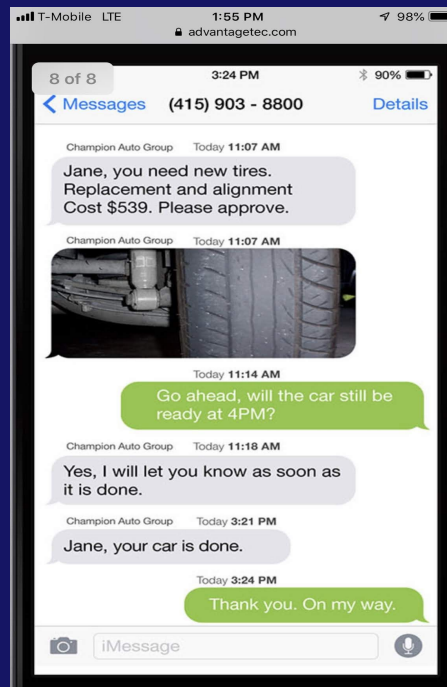 T-Mobile LTE 1:55 PM 98%
advantagetec.com
8 of 8 3:24 PM 90%
Messages (415) 903 - 8800 Details
Champion Auto Group Today 11:07 AM
Jane, you need new tires.
Replacement and alignment
Cost $539. Please approve.
Champion Auto Group Today 11:07 AM
Today 11:14 AM
Go ahead, will the car still be
ready at 4PM?
Champion Auto Group Today 11:18 AM
Yes, I will let you know as soon as
it is done.
Champion Auto Group Today 3:21 PM
Jane, your car is done.
Today 3:24 PM
Thank you. On my way.
iMessage